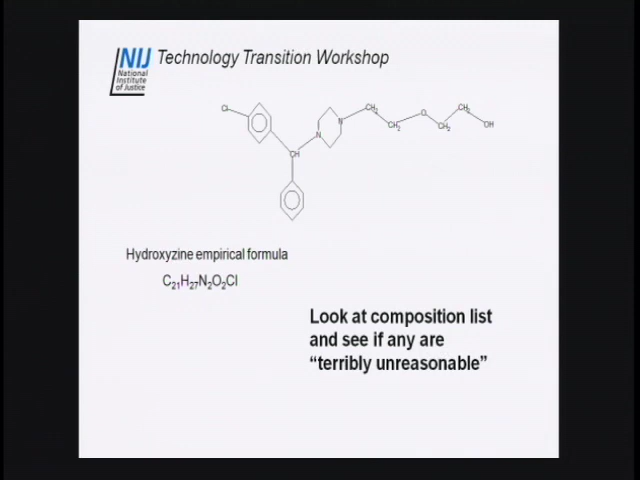 NIJ Technology Transition Workshop
National
Institute
of Justice
Cl
CH
N
N
CH2
CH2
O
CH2
CH2
OH
Hydroxyzine empirical formula
C21H27N2O2Cl
Look at composition list
and see if any are
“terribly unreasonable”